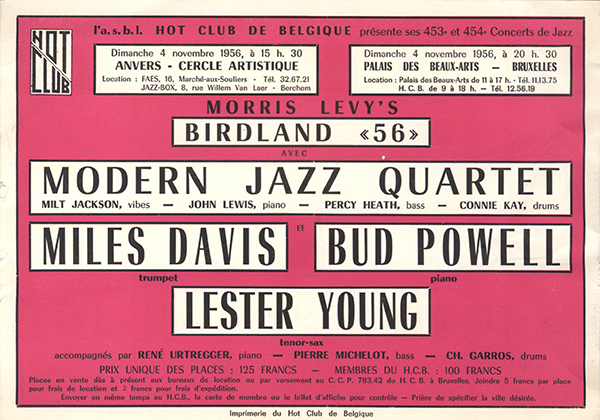 HOT CLUB
l'a.s.b.l. HOT CLUB DE BELGIQUE présente ses 453e et 454e Concerts de Jazz
Dimanche 4 novembre 1956, à 15 h. 30
ANVERS - CERCLE ARTISTIQUE
Location : FAES, 16, Marché-aux-Souliers - Tél. 32.67.21
JAZZ-BOX, 8, rue Willem Van Laer - Berchem
Dimanche 4 novembre 1956, à 20 h. 30
PALAIS DES BEAUX-ARTS — BRUXELLES
Location : Palais des Beaux-Arts de 11 à 17 h. - Tél. 11.13.75
H. C. B. de 9 à 18 h. — Tél. 12.56.19
MORRIS LEVY'S
BIRDLAND «56»
AVEC
MODERN JAZZ QUARTET
MILT JACKSON, vibes — JOHN LEWIS, piano — PERCY HEATH, bass — CONNIE KAY, drums
MILES DAVIS ET BUD POWELL
trumpet piano
LESTER YOUNG
tenor-sax
accompagnés par RENÉ URTREGER, piano — PIERRE MICHELOT, bass — CH. GARROS, drums
PRIX UNIQUE DES PLACES : 125 FRANCS — MEMBRES DU H.C.B. : 100 FRANCS
Places en vente dès à présent aux bureaux de location ou par versement au C. C. P. 783.42 du H. C. B. à Bruxelles. Joindre 5 francs par place
pour frais de location et 2 francs pour frais d'expédition.
Envoyer en même temps au H.C.B., la carte de membre ou le billet d'affiche pour contrôle — Prière de spécifier la ville désirée.
Imprimerie du Hot Club de Belgique